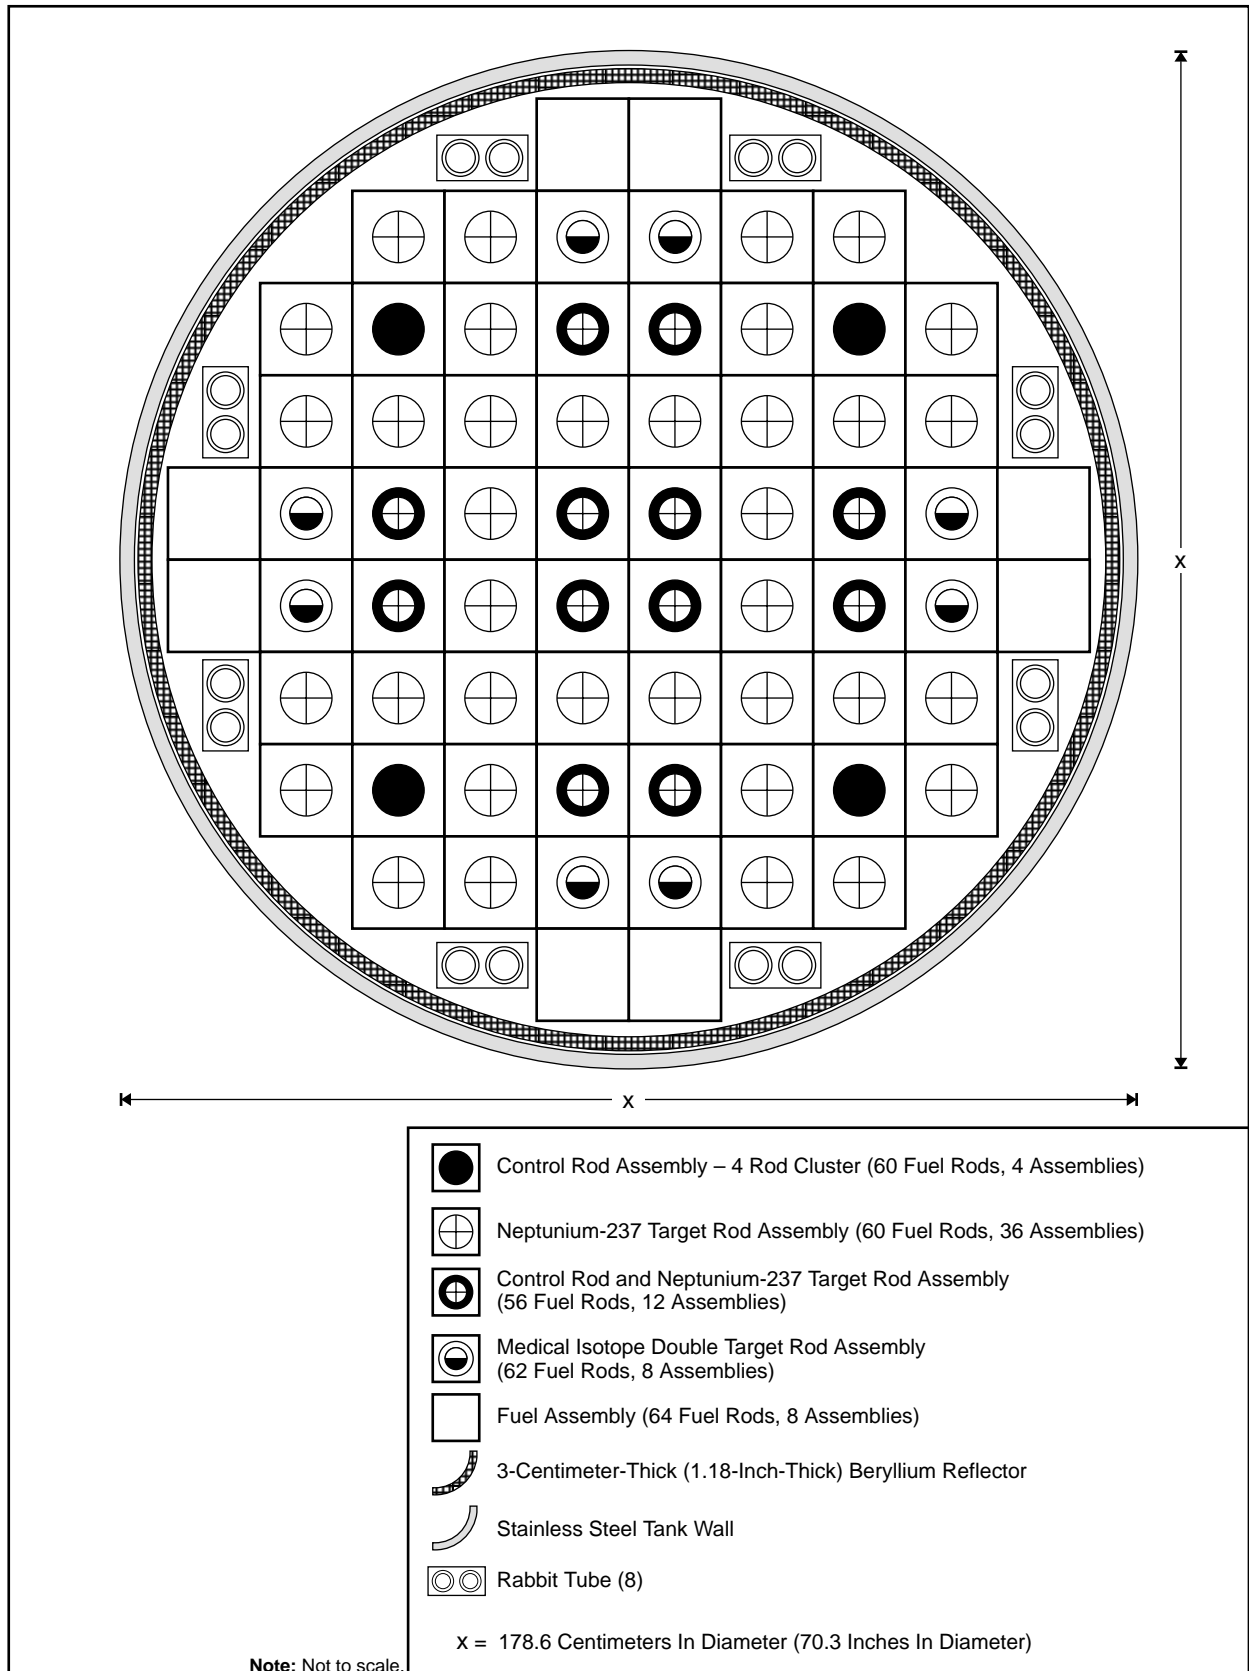 x
x
Control Rod Assembly – 4 Rod Cluster (60 Fuel Rods, 4 Assemblies)
Neptunium-237 Target Rod Assembly (60 Fuel Rods, 36 Assemblies)
Control Rod and Neptunium-237 Target Rod Assembly
(56 Fuel Rods, 12 Assemblies)
Medical Isotope Double Target Rod Assembly
(62 Fuel Rods, 8 Assemblies)
Fuel Assembly (64 Fuel Rods, 8 Assemblies)
3-Centimeter-Thick (1.18-Inch-Thick) Beryllium Reflector
Stainless Steel Tank Wall
Rabbit Tube (8)
x = 178.6 Centimeters In Diameter (70.3 Inches In Diameter)
Note: Not to scale.